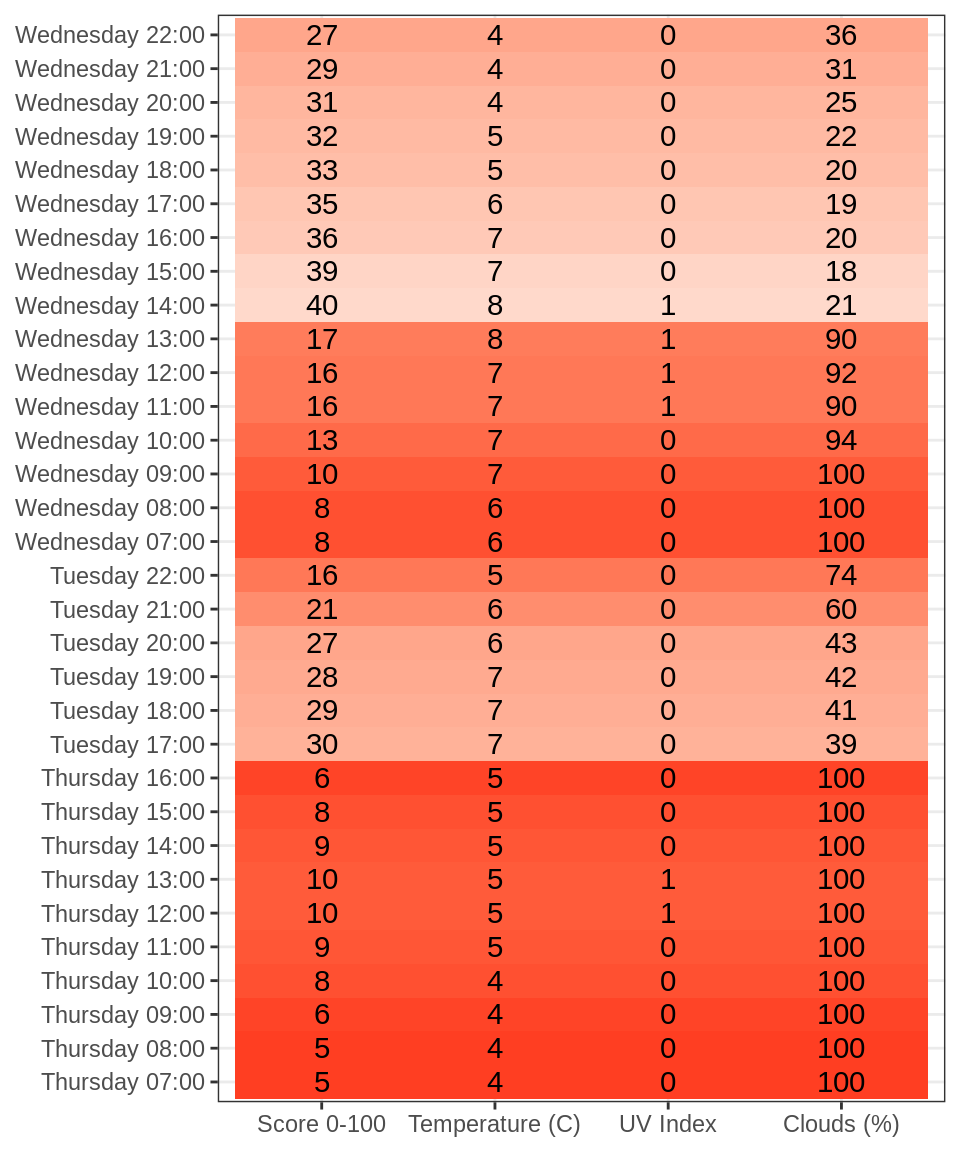 Wednesday 22:00 27 4 0 36
Wednesday 21:00 29 4 0 31
Wednesday 20:00 31 4 0 25
Wednesday 19:00 32 5 0 22
Wednesday 18:00 33 5 0 20
Wednesday 17:00 35 6 0 19
Wednesday 16:00 36 7 0 20
Wednesday 15:00 39 7 0 18
Wednesday 14:00 40 8 1 21
Wednesday 13:00 17 8 1 90
Wednesday 12:00 16 7 1 92
Wednesday 11:00 16 7 1 90
Wednesday 10:00 13 7 0 94
Wednesday 09:00 10 7 0 100
Wednesday 08:00 8 6 0 100
Wednesday 07:00 8 6 0 100
Tuesday 22:00 16 5 0 74
Tuesday 21:00 21 6 0 60
Tuesday 20:00 27 6 0 43
Tuesday 19:00 28 7 0 42
Tuesday 18:00 29 7 0 41
Tuesday 17:00 30 7 0 39
Thursday 16:00 6 5 0 100
Thursday 15:00 8 5 0 100
Thursday 14:00 9 5 0 100
Thursday 13:00 10 5 1 100
Thursday 12:00 10 5 1 100
Thursday 11:00 9 5 0 100
Thursday 10:00 8 4 0 100
Thursday 09:00 6 4 0 100
Thursday 08:00 5 4 0 100
Thursday 07:00 5 4 0 100
Score 0-100 Temperature (C) UV Index Clouds (%)